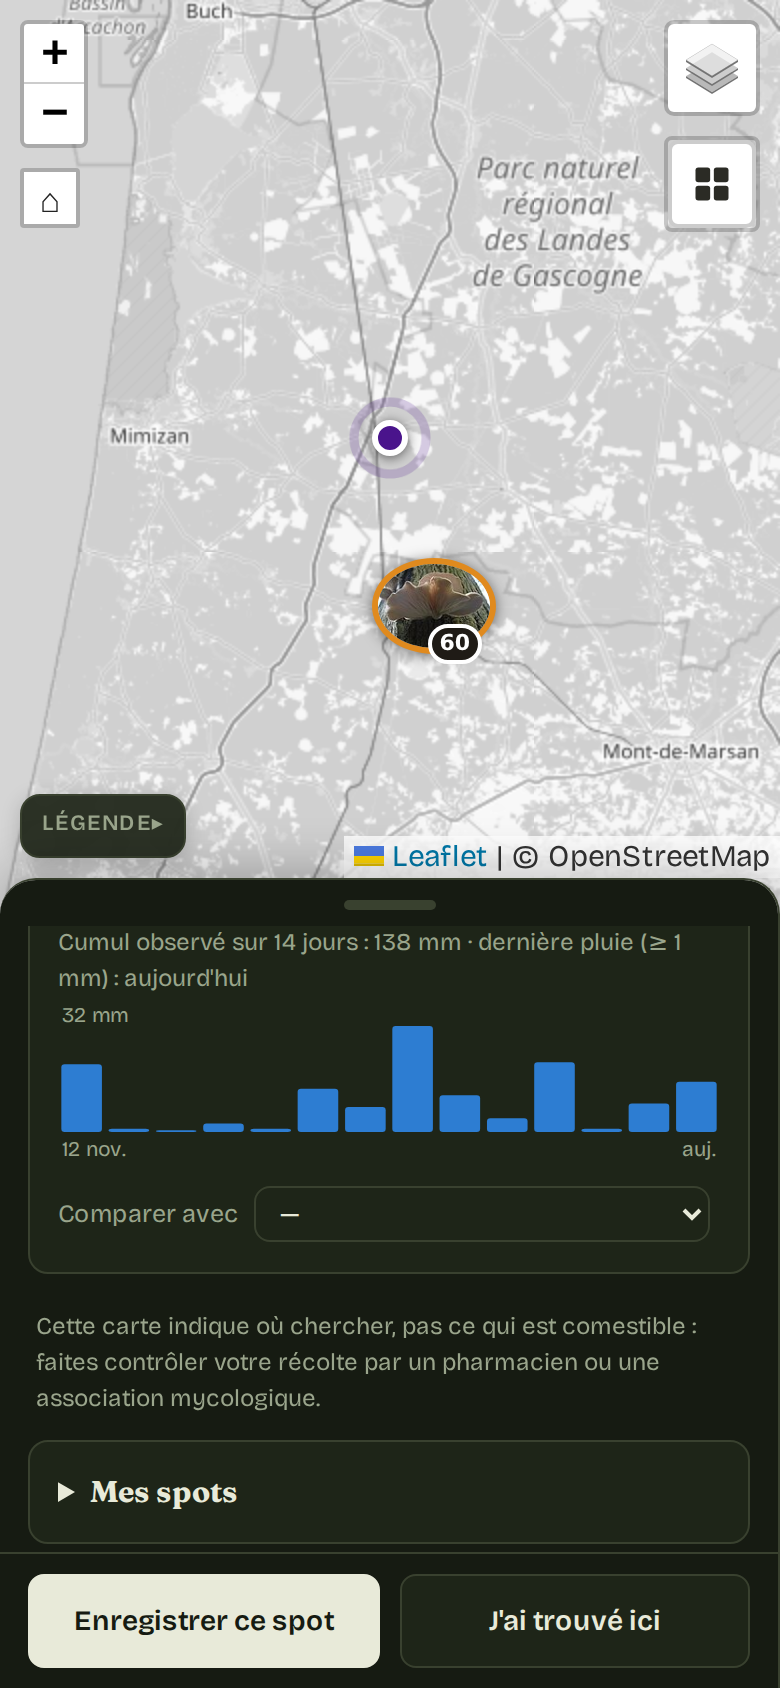 Bassin
d'Arcachon
Buch
+
−
Parc naturel
régional
des Landes
de Gascogne
Mimizan
60
Mont-de-Marsan
LÉGENDE▸
Leaflet | © OpenStreetMap
Cumul observé sur 14 jours : 138 mm · dernière pluie (≥ 1
mm) : aujourd'hui
32 mm
12 nov.
auj.
Comparer avec
—
Cette carte indique où chercher, pas ce qui est comestible :
faites contrôler votre récolte par un pharmacien ou une
association mycologique.
▶ Mes spots
Enregistrer ce spot
J'ai trouvé ici